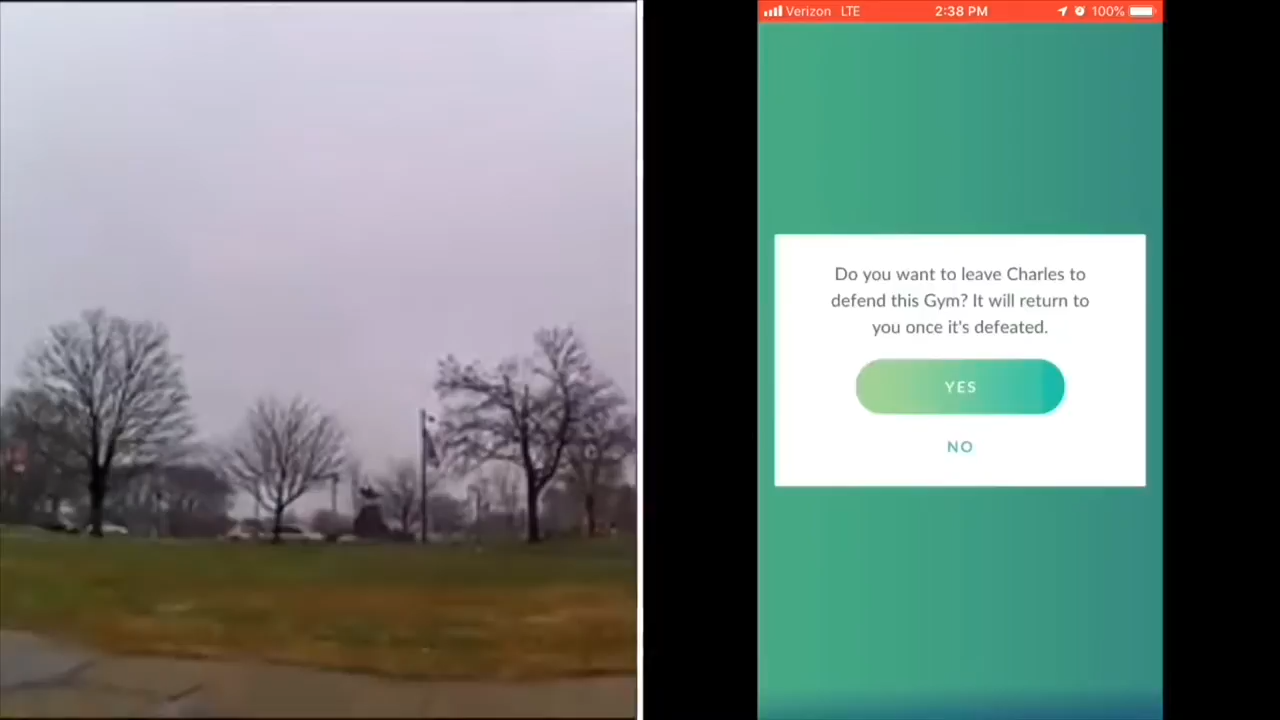 Verizon LTE 2:38 PM 100%
Do you want to leave Charles to
defend this Gym? It will return to
you once it's defeated.
YES
NO